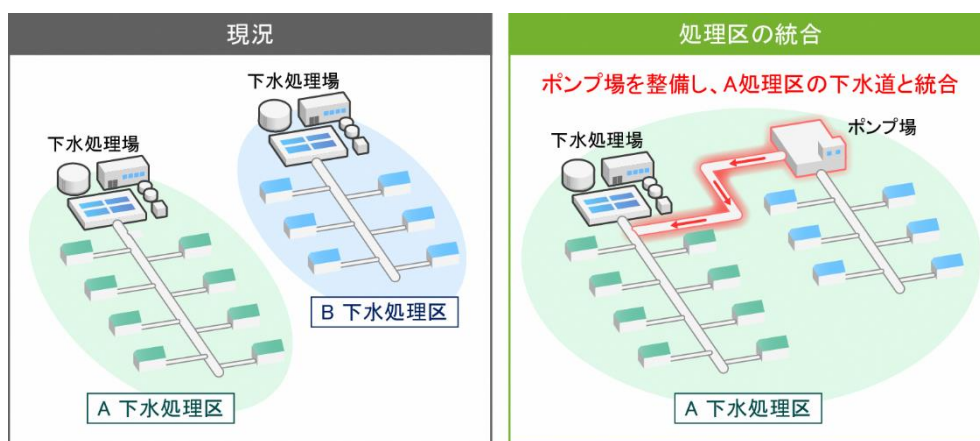 現況
下水処理場
下水処理場
B 下水処理区
A 下水処理区
処理区の統合
ポンプ場を整備し、A処理区の下水道と統合
下水処理場
ポンプ場
A 下水処理区